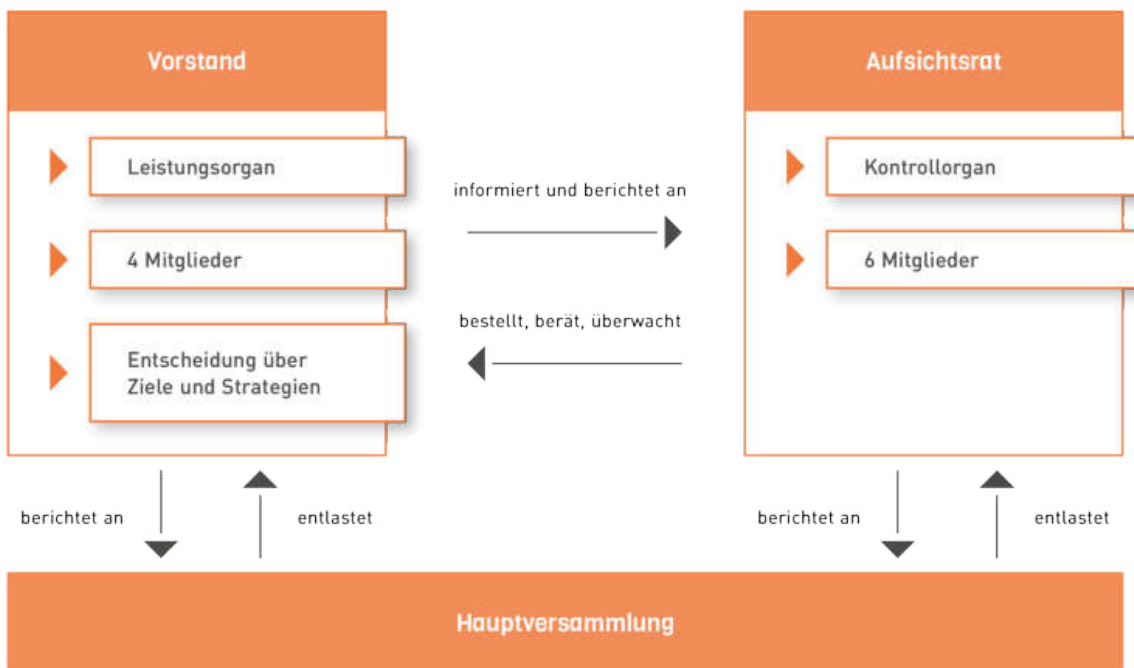 Vorstand
Leistungsorgan
4 Mitglieder
Entscheidung über
Ziele und Strategien
informiert und berichtet an
bestellt, berät, überwacht
Aufsichtsrat
Kontrollorgan
6 Mitglieder
berichtet an
entlastet
berichtet an
entlastet
Hauptversammlung